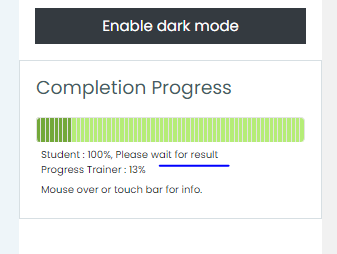 Enable dark mode
Completion Progress
Student : 100%, Please wait for result
Progress Trainer : 13%
Mouse over or touch bar for info.